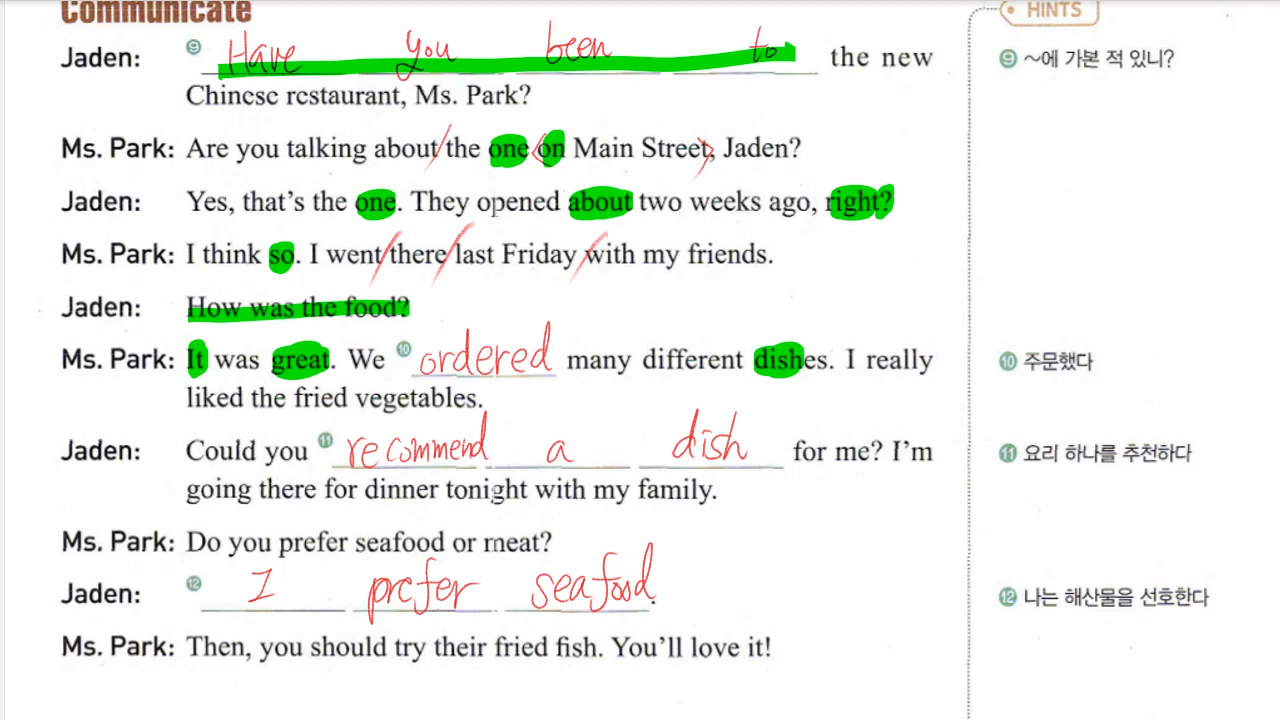 Communicate
HINTS
Jaden: ⑨ Have you been to the new
Chinese restaurant, Ms. Park?
⑨ ~에 가본 적 있니?
Ms. Park: Are you talking about the one on Main Street, Jaden?
Jaden: Yes, that's the one. They opened about two weeks ago, right?
Ms. Park: I think so. I went there last Friday with my friends.
Jaden: How was the food?
Ms. Park: It was great. We ⑩ ordered many different dishes. I really
liked the fried vegetables.
⑩ 주문했다
Jaden: Could you ⑪ recommend a dish for me? I'm
going there for dinner tonight with my family.
⑪ 요리 하나를 추천하다
Ms. Park: Do you prefer seafood or meat?
Jaden: ⑫ I prefer seafood.
⑫ 나는 해산물을 선호한다
Ms. Park: Then, you should try their fried fish. You'll love it!